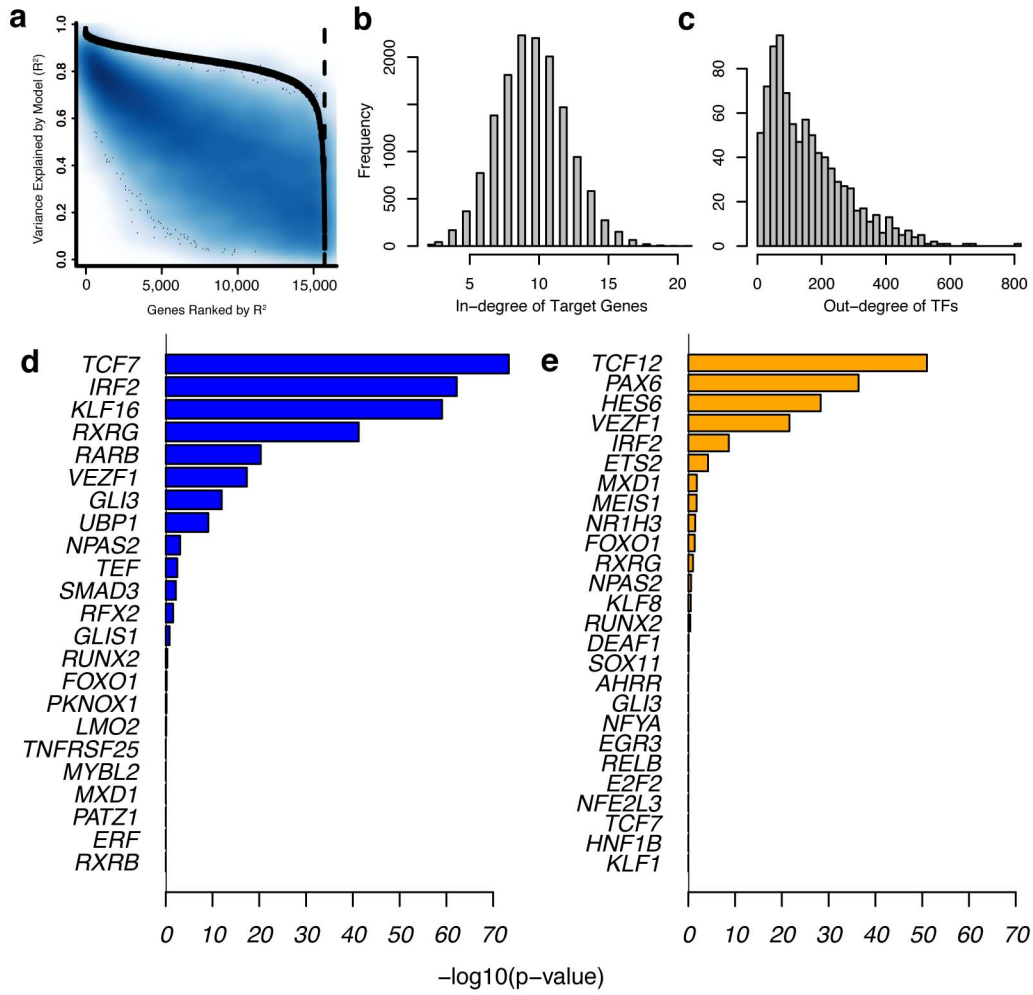 a
Variance Explained by Model (R²)
1.0
0.8
0.6
0.4
0.2
0.0
0
5,000
10,000
15,000
Genes Ranked by R²
b
Frequency
2000
1000
500
0
5
10
15
20
In−degree of Target Genes
c
80
60
40
20
0
0
200
400
600
800
Out−degree of TFs
d
TCF7
IRF2
KLF16
RXRG
RARB
VEZF1
GLI3
UBP1
NPAS2
TEF
SMAD3
RFX2
GLIS1
RUNX2
FOXO1
PKNOX1
LMO2
TNFRSF25
MYBL2
MXD1
PATZ1
ERF
RXRB
0 10 20 30 40 50 60 70
e
TCF12
PAX6
HES6
VEZF1
IRF2
ETS2
MXD1
MEIS1
NR1H3
FOXO1
RXRG
NPAS2
KLF8
RUNX2
DEAF1
SOX11
AHRR
GLI3
NFYA
EGR3
RELB
E2F2
NFE2L3
TCF7
HNF1B
KLF1
0 10 20 30 40 50 60 70
−log10(p−value)